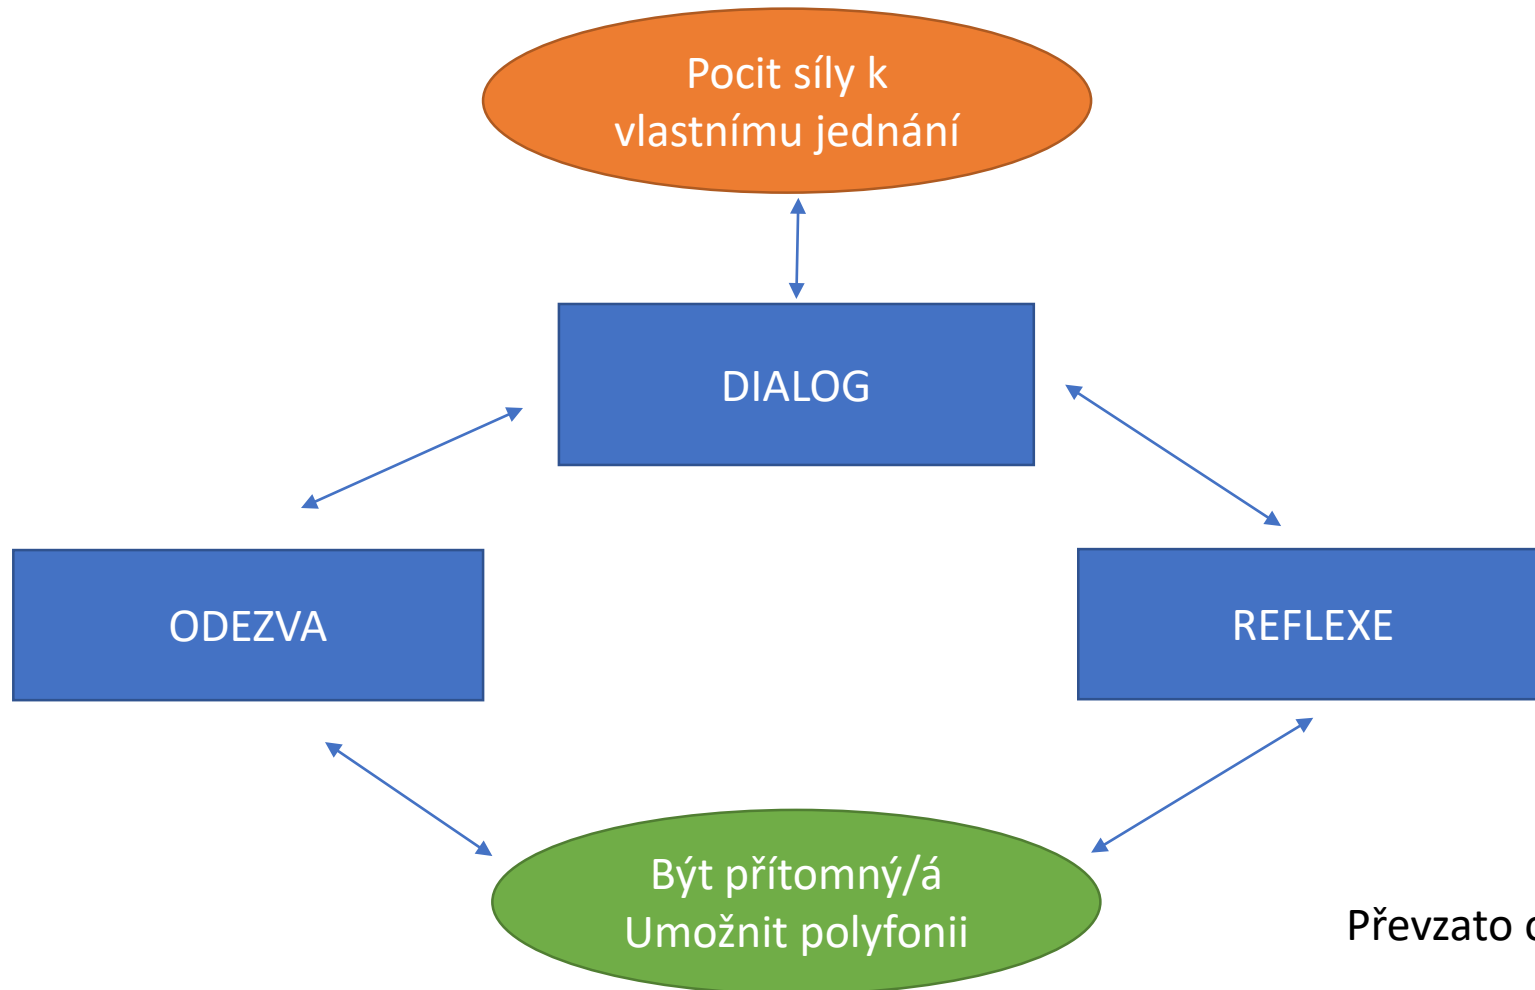 Pocit síly k
vlastnímu jednání
DIALOG
ODEZVA
REFLEXE
Být přítomný/á
Umožnit polyfonii
Převzato